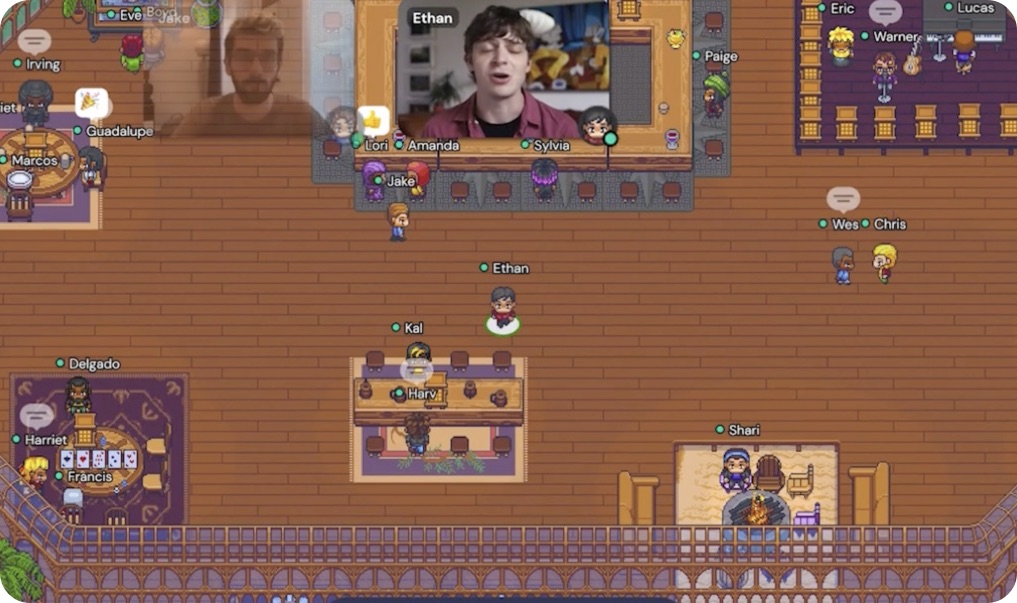 Eve
Boyd
Jake
Ethan
Eric
Lucas
Warner
Irving
Paige
Guadalupe
Lori
Amanda
Sylvia
Marcos
Jake
Wes
Chris
Ethan
Kal
Delgado
Harv
Harriet
Shari
Francis